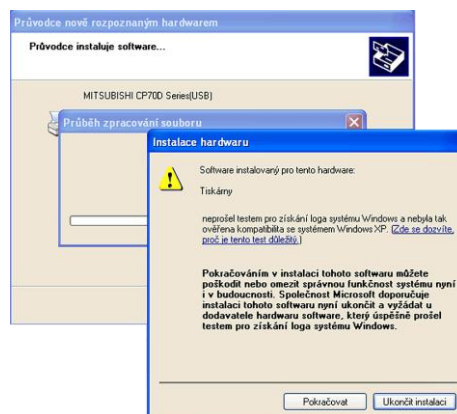 Průvodce nově rozpoznaným hardwarem
Průvodce instaluje software...
MITSUBISHI CP70D Series(USB)
Průběh zpracování souboru
Instalace hardwaru
Software instalovaný pro tento hardware:
Tiskárny
neprošel testem pro získání loga systému Windows a nebyla tak
ověřena kompatibilita se systémem Windows XP. (Zde se dozvíte,
proč je tento test důležitý.)
Pokračováním v instalaci tohoto softwaru můžete
poškodit nebo omezit správnou funkčnost systému nyní
i v budoucnosti. Společnost Microsoft doporučuje
instalaci tohoto softwaru nyní ukončit a vyžádat u
dodavatele hardwaru software, který úspěšně prošel
testem pro získání loga systému Windows.
Pokračovat
Ukončit instalaci